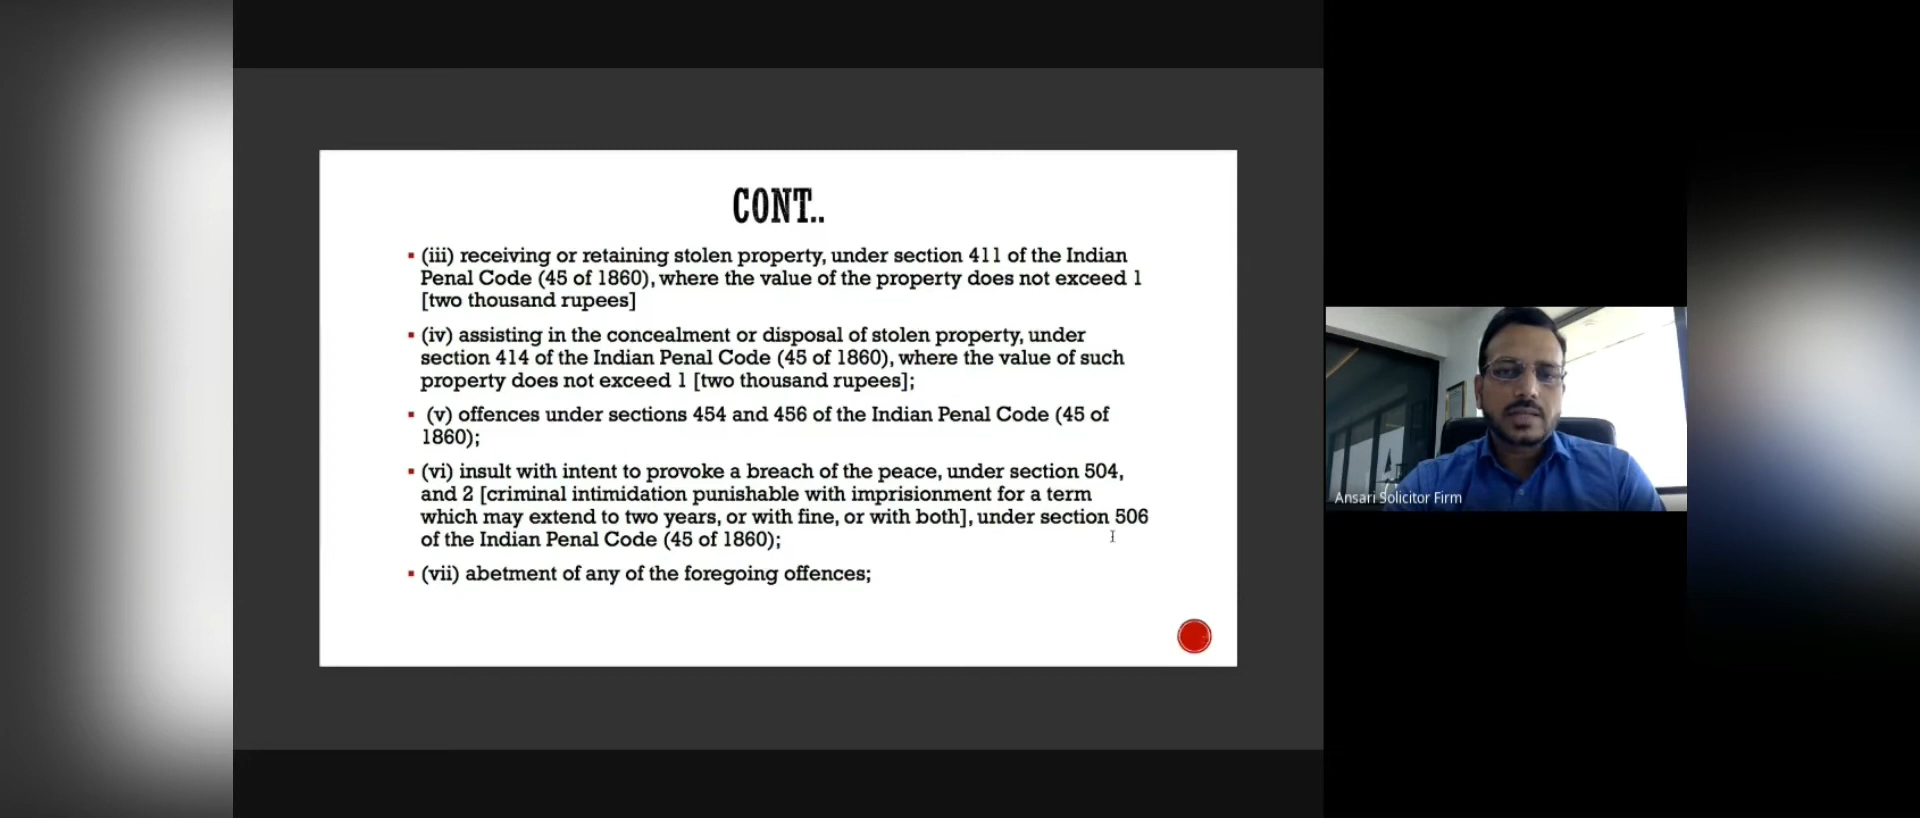 CONT..
▪ (iii) receiving or retaining stolen property, under section 411 of the Indian
Penal Code (45 of 1860), where the value of the property does not exceed 1
[two thousand rupees]
▪ (iv) assisting in the concealment or disposal of stolen property, under
section 414 of the Indian Penal Code (45 of 1860), where the value of such
property does not exceed 1 [two thousand rupees];
▪ (v) offences under sections 454 and 456 of the Indian Penal Code (45 of
1860);
▪ (vi) insult with intent to provoke a breach of the peace, under section 504,
and 2 [criminal intimidation punishable with imprisionment for a term
which may extend to two years, or with fine, or with both], under section 506
of the Indian Penal Code (45 of 1860);
▪ (vii) abetment of any of the foregoing offences;
Ansari Solicitor Firm